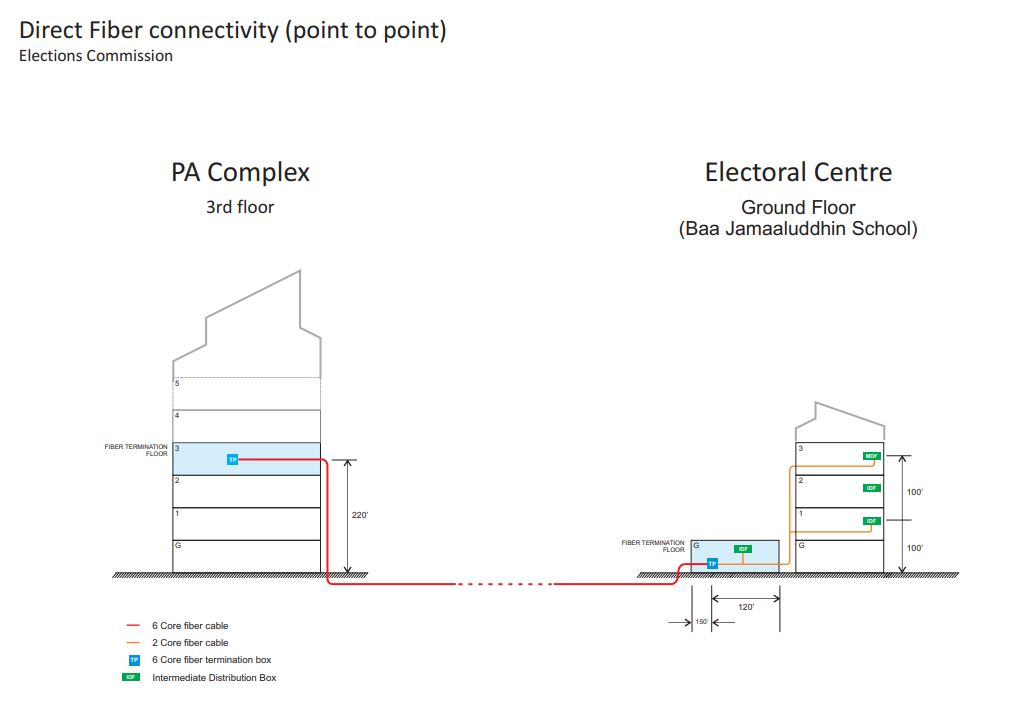 Direct Fiber connectivity (point to point)
Elections Commission
PA Complex
3rd floor
Electoral Centre
Ground Floor
(Baa Jamaaluddhin School)
5
4
FIBER TERMINATION
FLOOR
3
TP
2
1
G
220'
3
MDF
2
IDF
1
IDF
G
100'
100'
FIBER TERMINATION
FLOOR
G
IDF
TP
120'
150'
6 Core fiber cable
2 Core fiber cable
TP 6 Core fiber termination box
IDF Intermediate Distribution Box